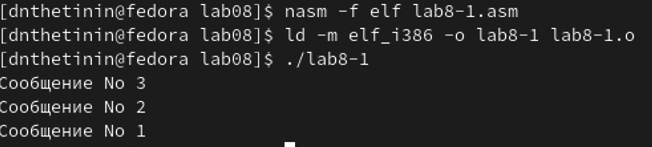 [dnthetinin@fedora lab08]$ nasm -f elf lab8-1.asm
[dnthetinin@fedora lab08]$ ld -m elf_i386 -o lab8-1 lab8-1.o
[dnthetinin@fedora lab08]$ ./lab8-1
Сообщение No 3
Сообщение No 2
Сообщение No 1